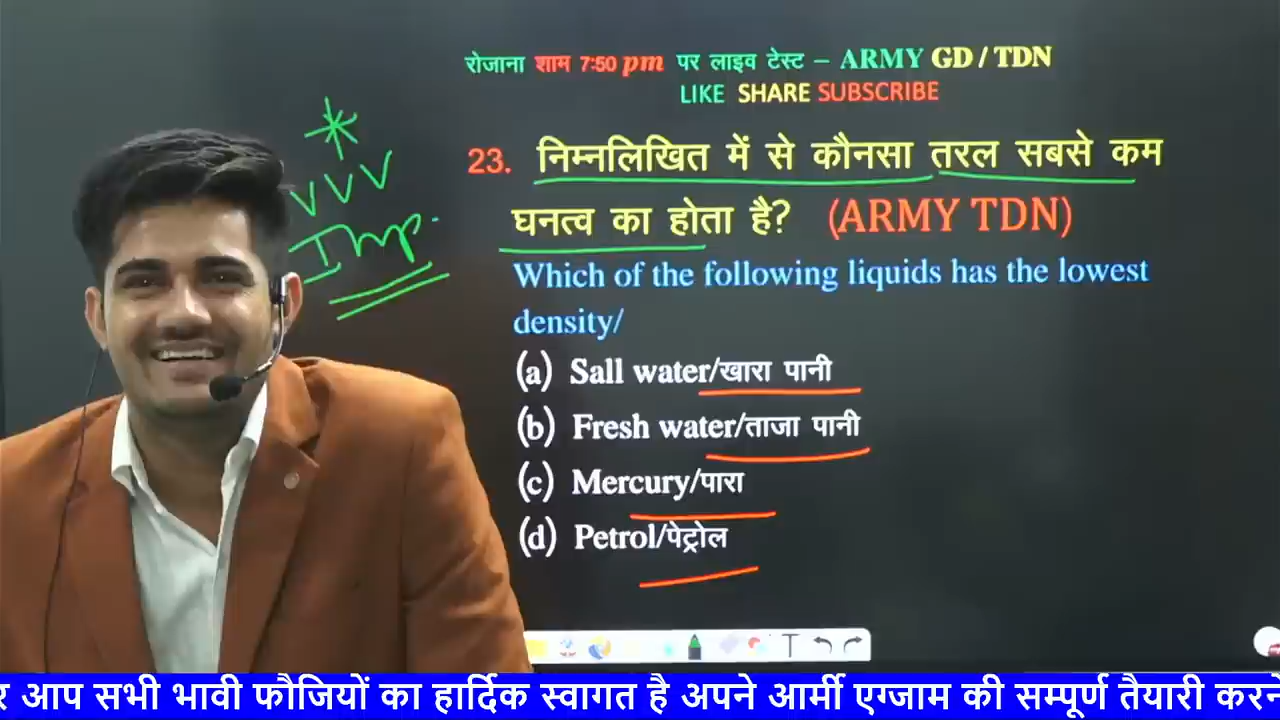 रोजाना शाम 7:50 pm पर लाइव टेस्ट – ARMY GD / TDN
LIKE SHARE SUBSCRIBE
*
VVV
Imp.
23. निम्नलिखित में से कौनसा तरल सबसे कम
घनत्व का होता है? (ARMY TDN)
Which of the following liquids has the lowest
density/
(a) Sall water/खारा पानी
(b) Fresh water/ताजा पानी
(c) Mercury/पारा
(d) Petrol/पेट्रोल
T
र आप सभी भावी फौजियों का हार्दिक स्वागत है अपने आर्मी एग्जाम की सम्पूर्ण तैयारी करने